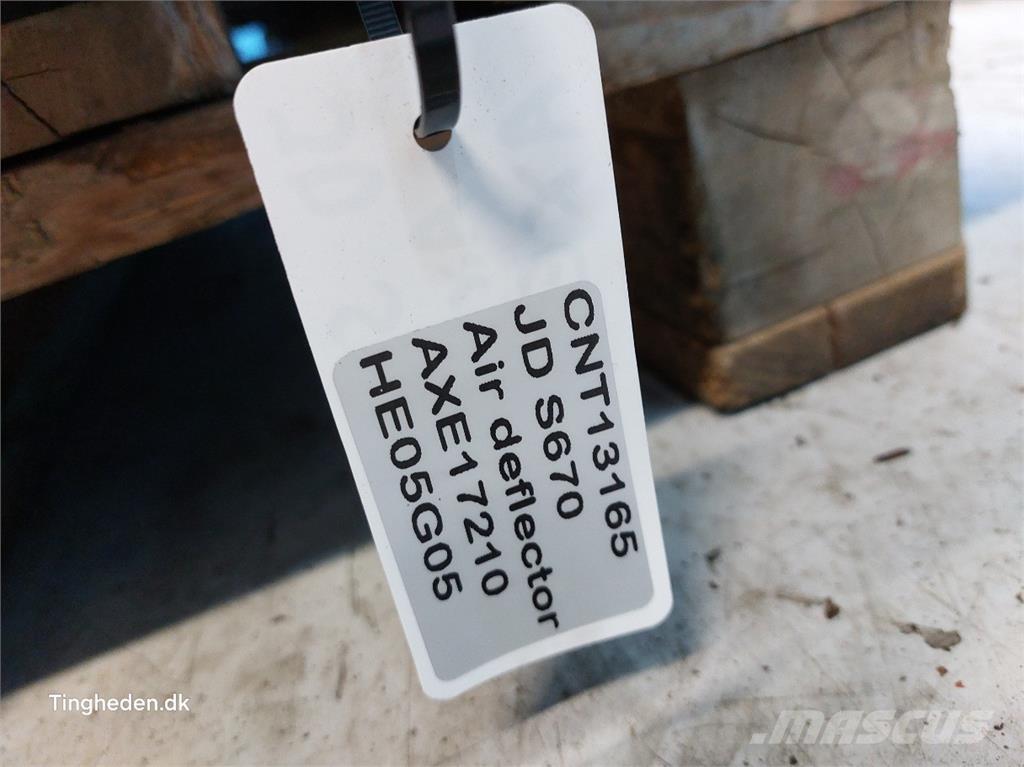 CNT13165
JD S670
Air deflector
AXE17210
HE05G05
Tingheden.dk
MASCUS